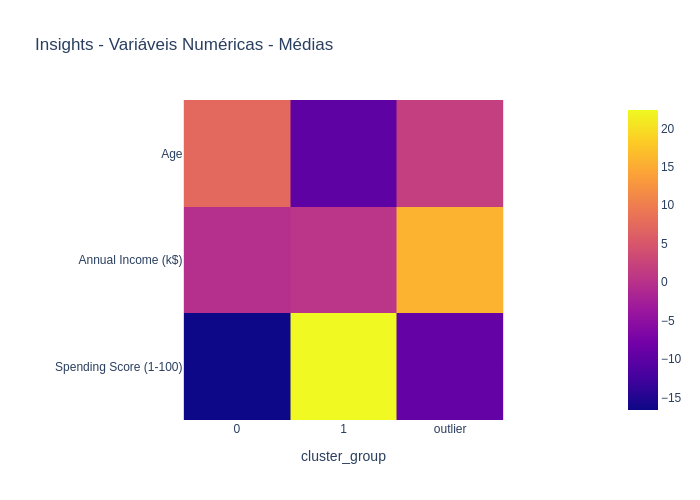 Insights - Variáveis Numéricas - Médias
Age
Annual Income (k$)
Spending Score (1-100)
0
1
outlier
cluster_group
20
15
10
5
0
−5
−10
−15